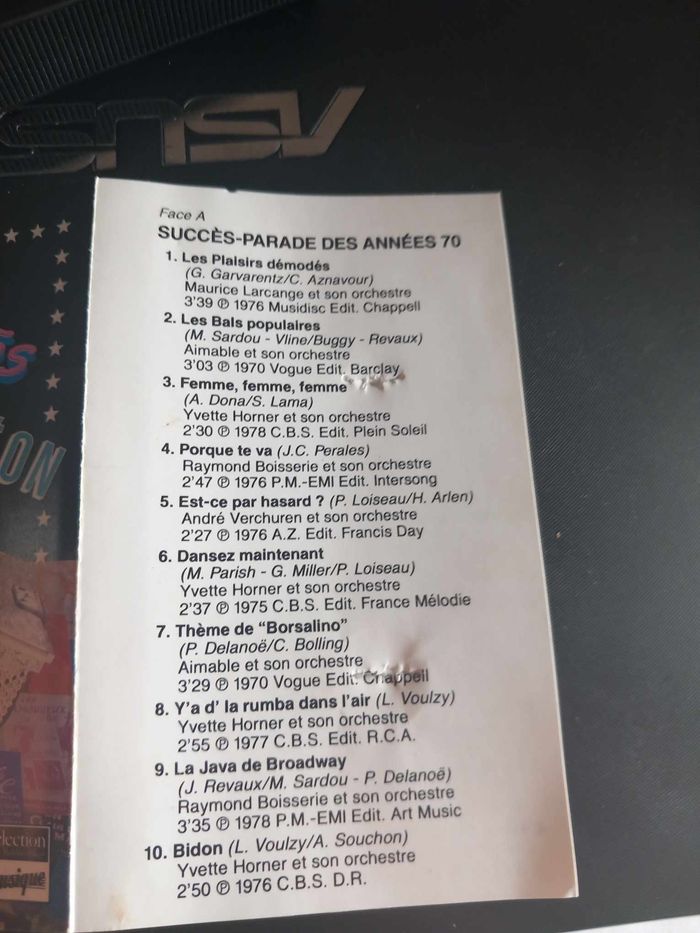 ASUS
Face A
SUCCÈS-PARADE DES ANNÉES 70
1. Les Plaisirs démodés
(G. Garvarentz/C. Aznavour)
Maurice Larcange et son orchestre
3'39 ℗ 1976 Musidisc Edit. Chappell
2. Les Bals populaires
(M. Sardou - Vline/Buggy - Revaux)
Aimable et son orchestre
3'03 ℗ 1970 Vogue Edit. Barclay
3. Femme, femme, femme
(A. Dona/S. Lama)
Yvette Horner et son orchestre
2'30 ℗ 1978 C.B.S. Edit. Plein Soleil
4. Porque te va (J.C. Perales)
Raymond Boisserie et son orchestre
2'47 ℗ 1976 P.M.-EMI Edit. Intersong
5. Est-ce par hasard ? (P. Loiseau/H. Arlen)
André Verchuren et son orchestre
2'27 ℗ 1976 A.Z. Edit. Francis Day
6. Dansez maintenant
(M. Parish - G. Miller/P. Loiseau)
Yvette Horner et son orchestre
2'37 ℗ 1975 C.B.S. Edit. France Mélodie
7. Thème de "Borsalino"
(P. Delanoë/C. Bolling)
Aimable et son orchestre
3'29 ℗ 1970 Vogue Edit. Chappell
8. Y'a d' la rumba dans l'air (L. Voulzy)
Yvette Horner et son orchestre
2'55 ℗ 1977 C.B.S. Edit. R.C.A.
9. La Java de Broadway
(J. Revaux/M. Sardou - P. Delanoë)
Raymond Boisserie et son orchestre
3'35 ℗ 1978 P.M.-EMI Edit. Art Music
10. Bidon (L. Voulzy/A. Souchon)
Yvette Horner et son orchestre
2'50 ℗ 1976 C.B.S. D.R.